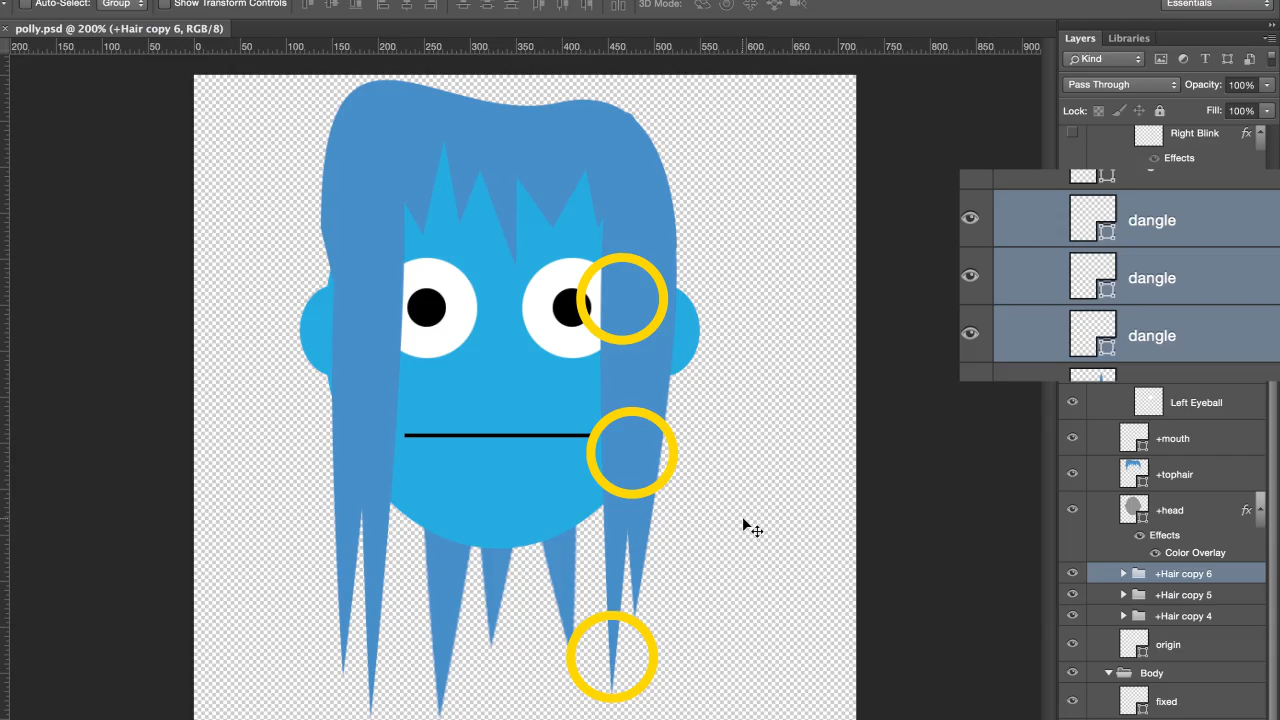 Auto-Select: Group Show Transform Controls 3D Mode: Essentials
× polly.psd @ 200% (+Hair copy 6, RGB/8)
Layers Libraries
200 150 100 50 0 50 100 150 200 250 300 350 400 450 500 550 600 650 700 750 800 850 900
Kind
Pass Through Opacity: 100%
Lock: Fill: 100%
Right Blink fx
Effects
dangle
dangle
dangle
Left Eyeball
+mouth
+tophair
+head fx
Effects
Color Overlay
+Hair copy 6
+Hair copy 5
+Hair copy 4
origin
Body
fixed